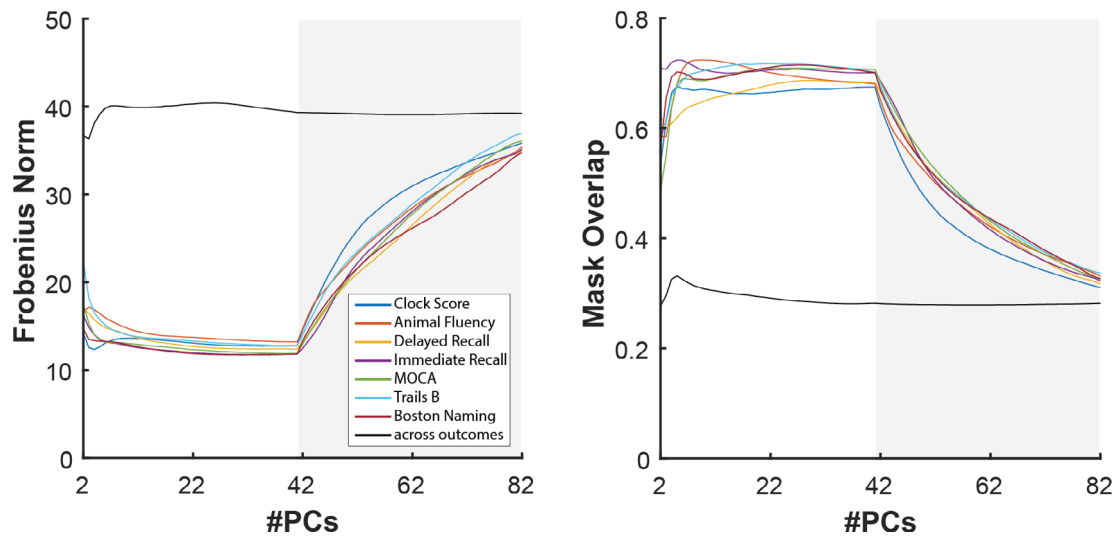 50
40
30
20
10
0
Frobenius Norm
Clock Score
Animal Fluency
Delayed Recall
Immediate Recall
MOCA
Trails B
Boston Naming
across outcomes
2 22 42 62 82
#PCs
0.8
0.6
0.4
0.2
0
Mask Overlap
2 22 42 62 82
#PCs